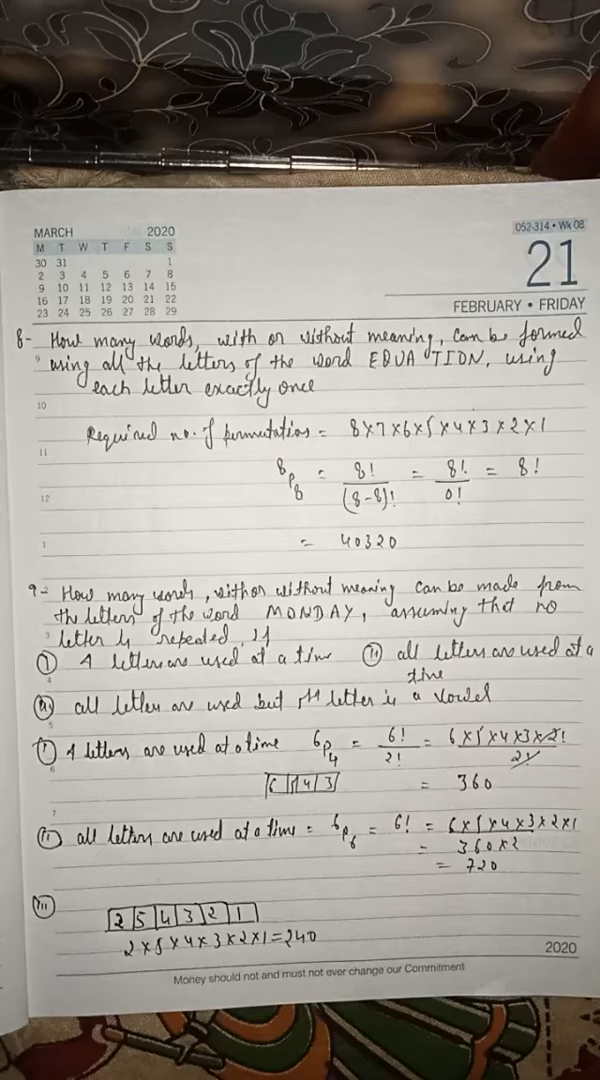 MARCH 2020
M T W T F S S
30 31 1
2 3 4 5 6 7 8
9 10 11 12 13 14 15
16 17 18 19 20 21 22
23 24 25 26 27 28 29
052-314 • Wk 08
21
FEBRUARY • FRIDAY
8- How many words, with or without meaning, can be formed
9 using all the letters of the word EQUATION, using
each letter exactly once
10
Required no. of permutations = 8×7×6×5×4×3×2×1
11
8P8 = 8!/(8-8)! = 8!/0! = 8!
12
1 = 40320
9- How many words, with or without meaning can be made from
the letters of the word MONDAY, assuming that no
3 letter is repeated, if
(i) 4 letters are used at a time (ii) all letters are used at a
4 time
(iii) all letters are used but 1st letter is a vowel
5
(i) 4 letters are used at a time 6P4 = 6!/2! = 6×5×4×3×2!/2!
6
6 5 4 3 = 360
7
(ii) all letters are used at a time = 6P6 = 6! = 6×5×4×3×2×1
= 360×2
= 720
(iii) 2 5 4 3 2 1
2×5×4×3×2×1=240
2020
Money should not and must not ever change our Commitment